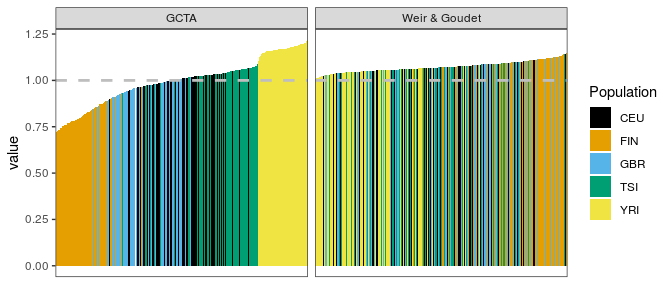 GCTA
Weir & Goudet
1.25
1.00
0.75
0.50
0.25
0.00
value
Population
CEU
FIN
GBR
TSI
YRI